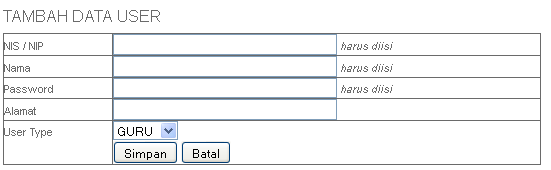 TAMBAH DATA USER
NIS / NIP harus diisi
Nama harus diisi
Password harus diisi
Alamat
User Type GURU
Simpan Batal